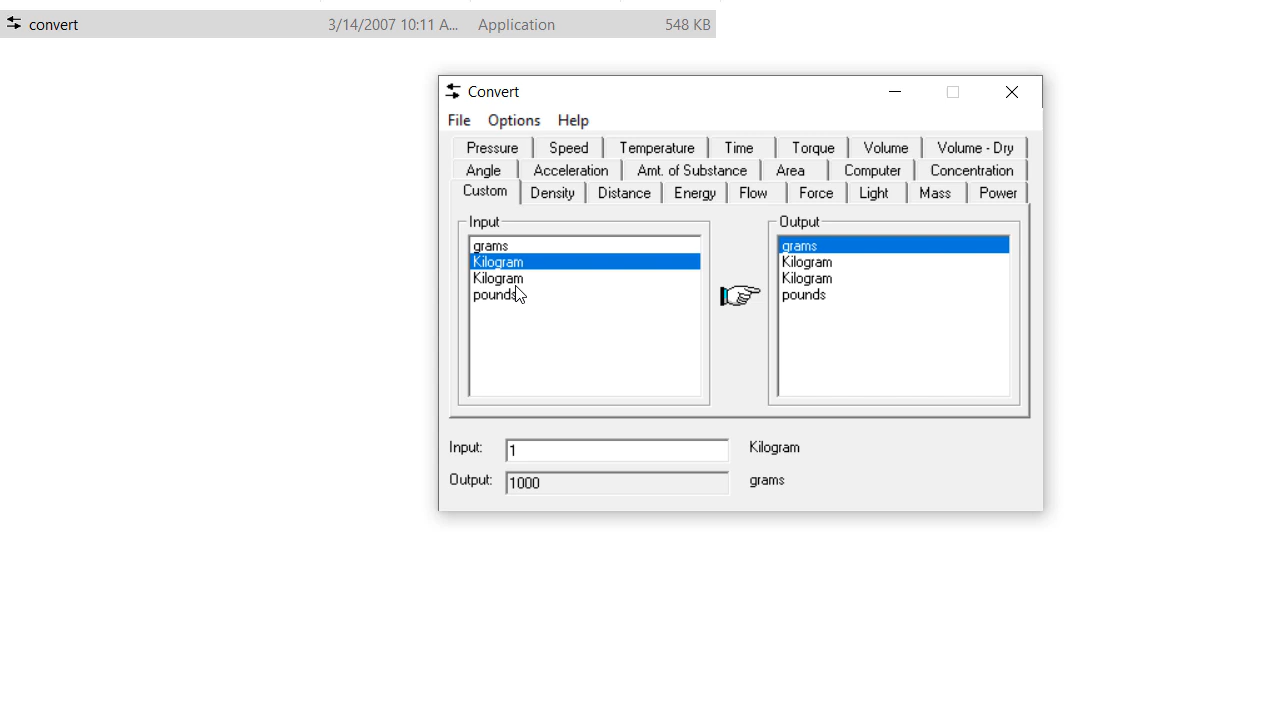 convert 3/14/2007 10:11 A... Application 548 KB
Convert
File Options Help
Pressure Speed Temperature Time Torque Volume Volume - Dry
Angle Acceleration Amt. of Substance Area Computer Concentration
Custom Density Distance Energy Flow Force Light Mass Power
Input
grams
Kilogram
Kilogram
pounds
Output
grams
Kilogram
Kilogram
pounds
Input: 1 Kilogram
Output: 1000 grams